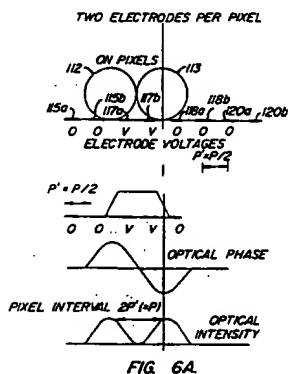 TWO ELECTRODES PER PIXEL
ON PIXELS
112
113
115b
117b
118b
115a
117a
118a
120a
120b
O O V V O O O
ELECTRODE VOLTAGES
P'=P/2
P'=P/2
O O V V O
OPTICAL PHASE
PIXEL INTERVAL 2P'(=P)
OPTICAL
INTENSITY
FIG. 6A.